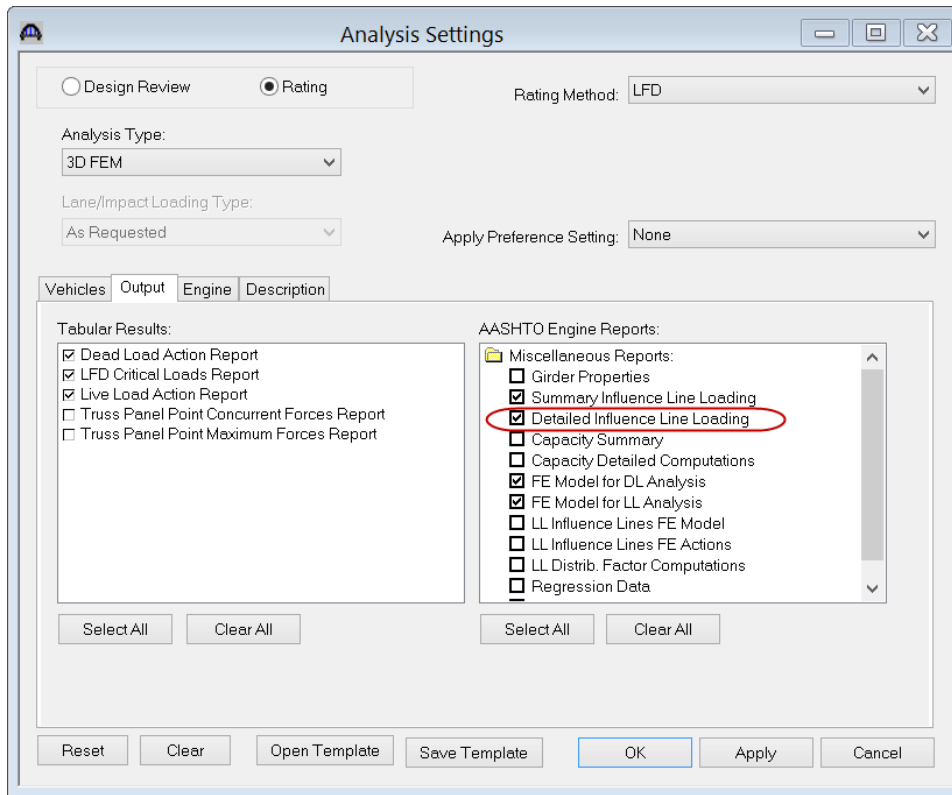 Analysis Settings
Design Review
Rating
Rating Method:
LFD
Analysis Type:
3D FEM
Lane/Impact Loading Type:
As Requested
Apply Preference Setting:
None
Vehicles
Output
Engine
Description
Tabular Results:
Dead Load Action Report
LFD Critical Loads Report
Live Load Action Report
Truss Panel Point Concurrent Forces Report
Truss Panel Point Maximum Forces Report
Select All
Clear All
AASHTO Engine Reports:
Miscellaneous Reports:
Girder Properties
Summary Influence Line Loading
Detailed Influence Line Loading
Capacity Summary
Capacity Detailed Computations
FE Model for DL Analysis
FE Model for LL Analysis
LL Influence Lines FE Model
LL Influence Lines FE Actions
LL Distrib. Factor Computations
Regression Data
Select All
Clear All
Reset
Clear
Open Template
Save Template
OK
Apply
Cancel